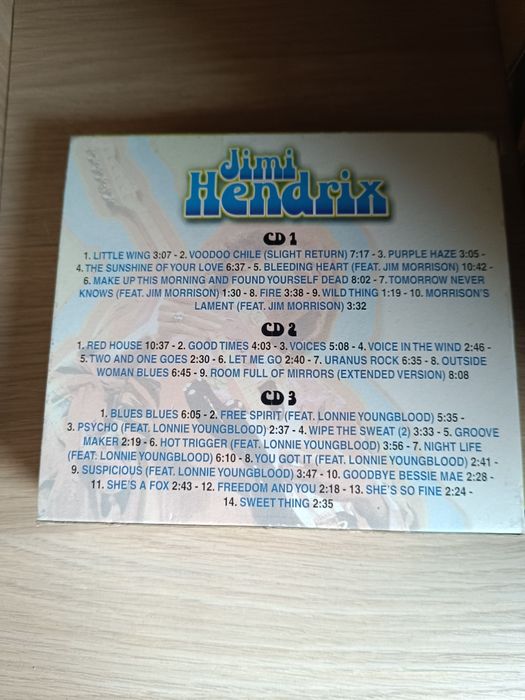 Jimi
Hendrix
CD 1
1. LITTLE WING 3:07 - 2. VOODOO CHILE (SLIGHT RETURN) 7:17 - 3. PURPLE HAZE 3:05 -
4. THE SUNSHINE OF YOUR LOVE 6:37 - 5. BLEEDING HEART (FEAT. JIM MORRISON) 10:42 -
6. MAKE UP THIS MORNING AND FOUND YOURSELF DEAD 8:02 - 7. TOMORROW NEVER
KNOWS (FEAT. JIM MORRISON) 1:30 - 8. FIRE 3:38 - 9. WILD THING 1:19 - 10. MORRISON'S
LAMENT (FEAT. JIM MORRISON) 3:32
CD 2
1. RED HOUSE 10:37 - 2. GOOD TIMES 4:03 - 3. VOICES 5:08 - 4. VOICE IN THE WIND 2:46 -
5. TWO AND ONE GOES 2:30 - 6. LET ME GO 2:40 - 7. URANUS ROCK 6:35 - 8. OUTSIDE
WOMAN BLUES 6:45 - 9. ROOM FULL OF MIRRORS (EXTENDED VERSION) 8:08
CD 3
1. BLUES BLUES 6:05 - 2. FREE SPIRIT (FEAT. LONNIE YOUNGBLOOD) 5:35 -
3. PSYCHO (FEAT. LONNIE YOUNGBLOOD) 2:37 - 4. WIPE THE SWEAT (2) 3:33 - 5. GROOVE
MAKER 2:19 - 6. HOT TRIGGER (FEAT. LONNIE YOUNGBLOOD) 3:56 - 7. NIGHT LIFE
(FEAT. LONNIE YOUNGBLOOD) 6:10 - 8. YOU GOT IT (FEAT. LONNIE YOUNGBLOOD) 2:41 -
9. SUSPICIOUS (FEAT. LONNIE YOUNGBLOOD) 3:47 - 10. GOODBYE BESSIE MAE 2:28 -
11. SHE'S A FOX 2:43 - 12. FREEDOM AND YOU 2:18 - 13. SHE'S SO FINE 2:24 -
14. SWEET THING 2:35